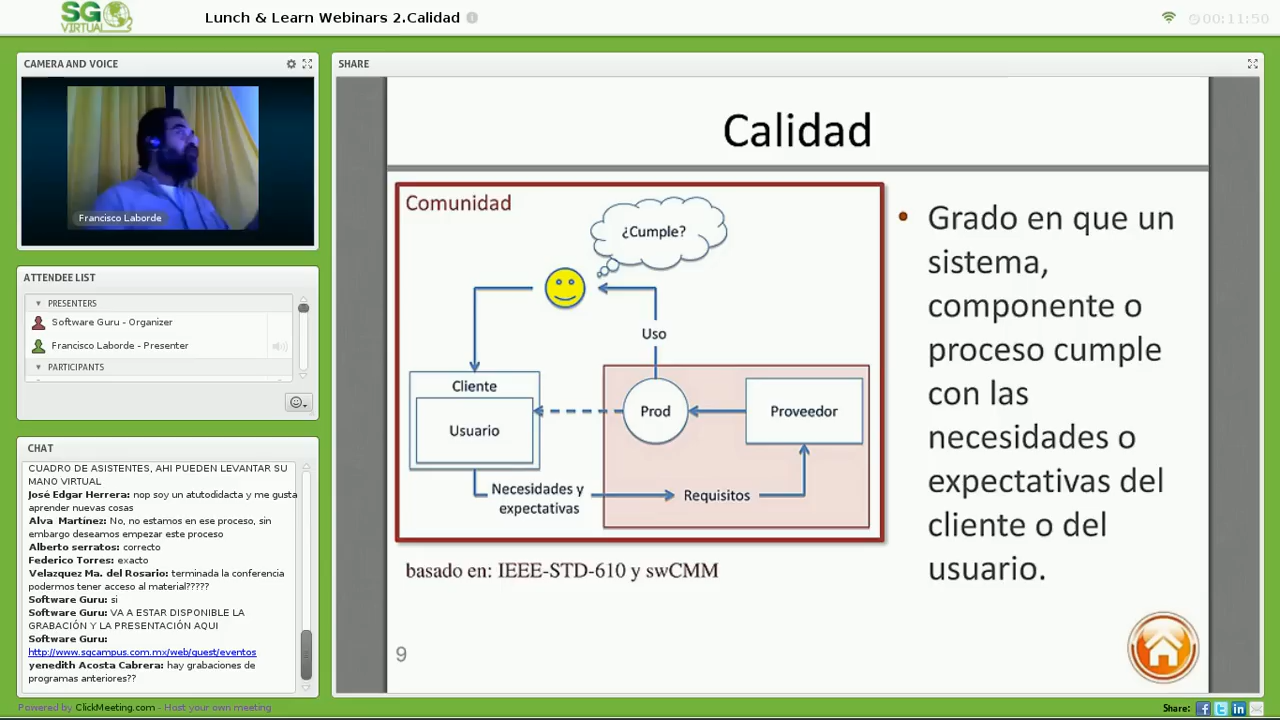 SG
VIRTUAL
Lunch & Learn Webinars 2.Calidad
00:11:50
CAMERA AND VOICE
Francisco Laborde
ATTENDEE LIST
PRESENTERS
Software Guru - Organizer
Francisco Laborde - Presenter
PARTICIPANTS
CHAT
CUADRO DE ASISTENTES, AHI PUEDEN LEVANTAR SU
MANO VIRTUAL
José Edgar Herrera: nop soy un atutodidacta y me gusta
aprender nuevas cosas
Alva Martínez: No, no estamos en ese proceso, sin
embargo deseamos empezar este proceso
Alberto serratos: correcto
Federico Torres: exacto
Velazquez Ma. del Rosario: terminada la conferencia
podermos tener acceso al material?????
Software Guru: si
Software Guru: VA A ESTAR DISPONIBLE LA
GRABACIÓN Y LA PRESENTACIÓN AQUI
Software Guru:
http://www.sgcampus.com.mx/web/guest/eventos
yenedith Acosta Cabrera: hay grabaciones de
programas anteriores??
Powered by ClickMeeting.com - Host your own meeting
SHARE
Calidad
Comunidad
¿Cumple?
Uso
Cliente
Usuario
Prod
Proveedor
Necesidades y
expectativas
Requisitos
basado en: IEEE-STD-610 y swCMM
9
• Grado en que un
sistema,
componente o
proceso cumple
con las
necesidades o
expectativas del
cliente o del
usuario.
Share: